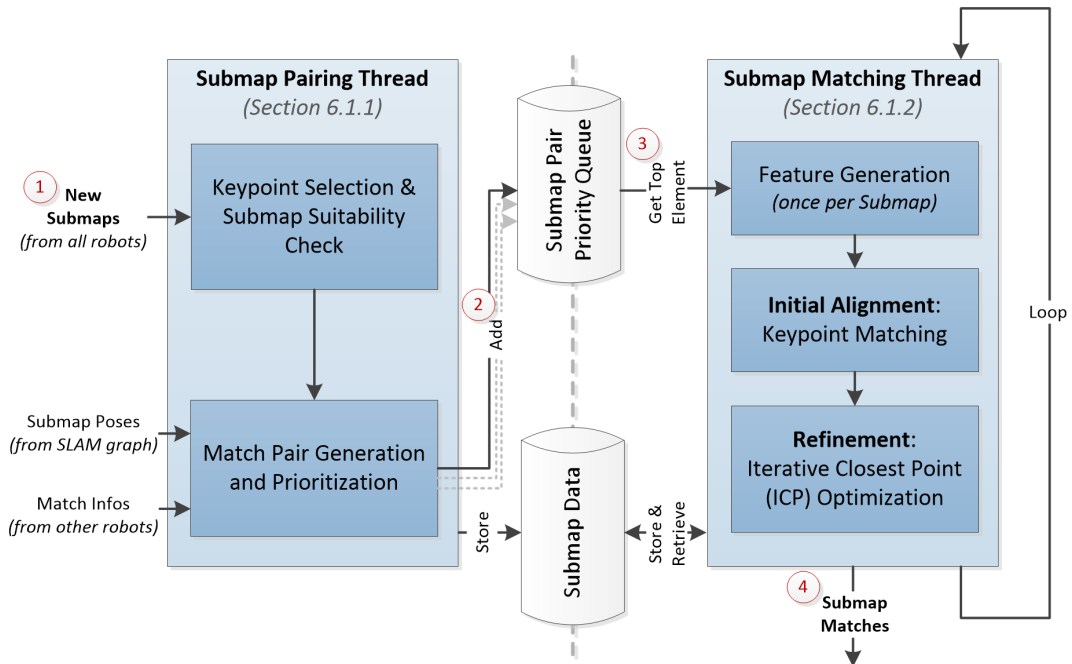 Submap Pairing Thread
(Section 6.1.1)
1
New
Submaps
(from all robots)
Keypoint Selection &
Submap Suitability
Check
Submap Poses
(from SLAM graph)
Match Infos
(from other robots)
Match Pair Generation
and Prioritization
2
Add
Store
Submap Pair
Priority Queue
Submap Data
3
Get Top
Element
Store &
Retrieve
Submap Matching Thread
(Section 6.1.2)
Feature Generation
(once per Submap)
Initial Alignment:
Keypoint Matching
Refinement:
Iterative Closest Point
(ICP) Optimization
Loop
4
Submap
Matches